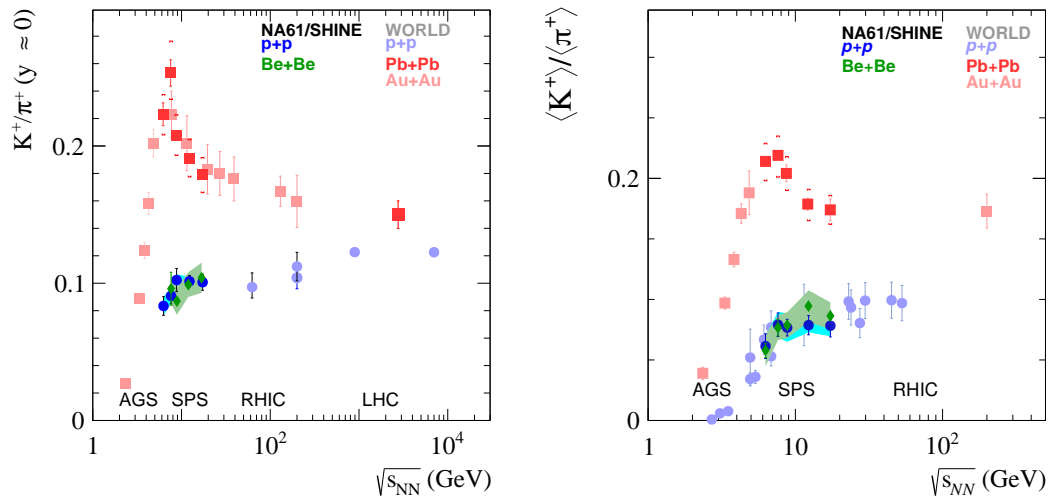 K⁺/π⁺ (y ≈ 0)
NA61/SHINE WORLD
p+p p+p
Be+Be Pb+Pb
Au+Au
0.2
0.1
0
AGS SPS RHIC LHC
1 10 10² 10⁴
√s_NN (GeV)
⟨K⁺⟩/⟨π⁺⟩
NA61/SHINE WORLD
p+p p+p
Be+Be Pb+Pb
Au+Au
0.2
0
AGS SPS RHIC
1 10 10²
√s_NN (GeV)